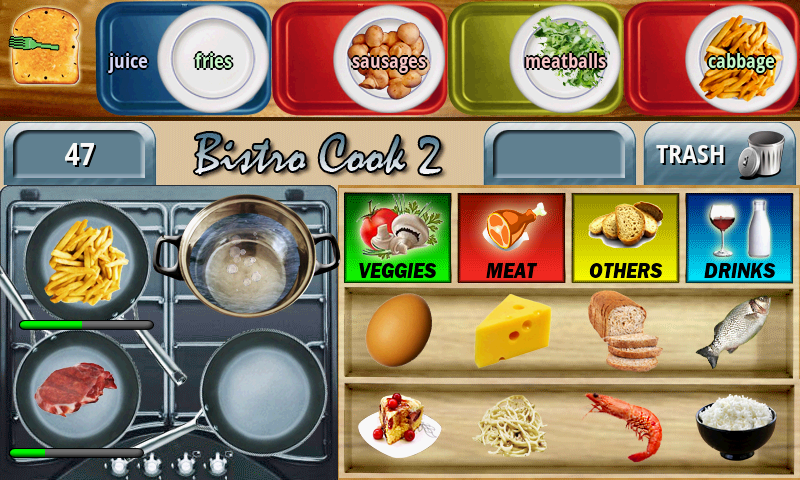 juice
fries
sausages
meatballs
cabbage
47
Bistro Cook 2
TRASH
VEGGIES
MEAT
OTHERS
DRINKS